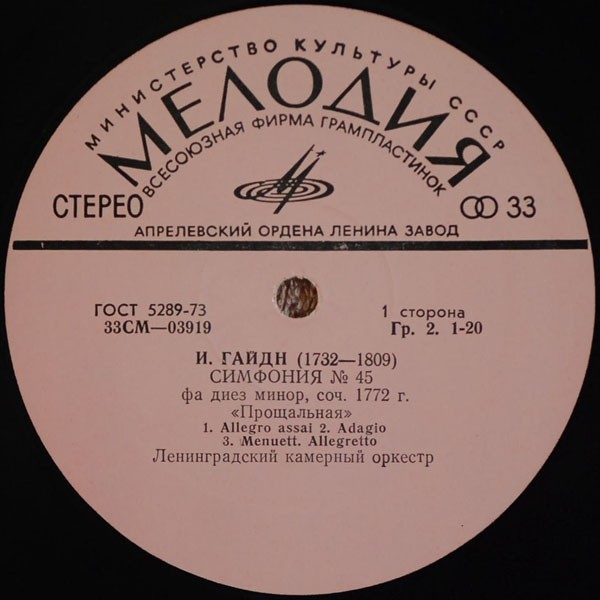 МИНИСТЕРСТВО КУЛЬТУРЫ СССР
МЕЛОДИЯ
ВСЕСОЮЗНАЯ ФИРМА ГРАМПЛАСТИНОК
СТЕРЕО 33
АПРЕЛЕВСКИЙ ОРДЕНА ЛЕНИНА ЗАВОД
ГОСТ 5289-73 1 сторона
33СМ—03919 Гр. 2. 1-20
И. ГАЙДН (1732—1809)
СИМФОНИЯ № 45
фа диез минор, соч. 1772 г.
«Прощальная»
1. Allegro assai 2. Adagio
3. Menuett. Allegretto
Ленинградский камерный оркестр